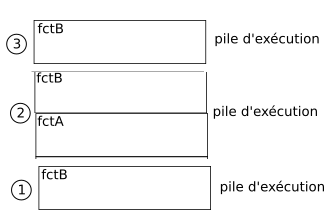 fctB
③ pile d'exécution
fctB
② pile d'exécution
fctA
fctB
① pile d'exécution